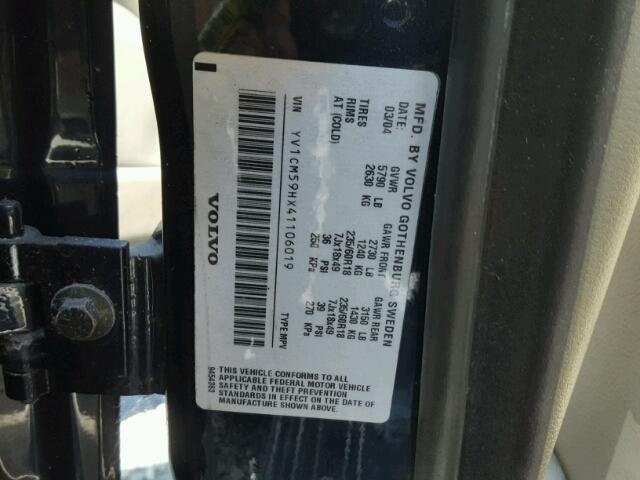 MFD. BY VOLVO GOTHENBURG SWEDEN
DATE: GVWR GAWR FRONT GAWR REAR
03/04 5790 LB 2730 LB 3150 LB
2630 KG 1240 KG 1430 KG
TIRES 235/60R18 235/60R18
RIMS 7Jx18x49 7Jx18x49
AT (COLD) 36 PSI 39 PSI
250 KPa 270 KPa
VIN YV1CM59HX41106019 TYPE:MPV
VOLVO
THIS VEHICLE CONFORMS TO ALL
APPLICABLE FEDERAL MOTOR VEHICLE
SAFETY AND THEFT PREVENTION
STANDARDS IN EFFECT ON THE DATE
OF MANUFACTURE SHOWN ABOVE.
9454388